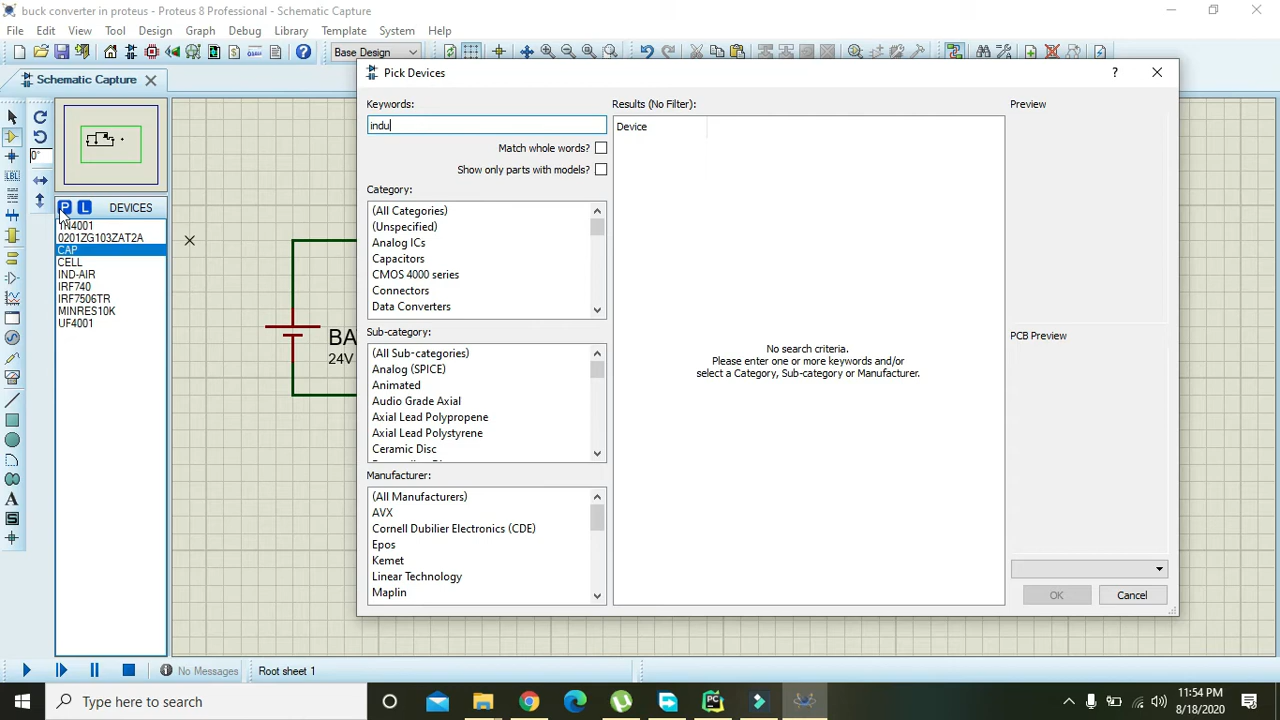 buck converter in proteus - Proteus 8 Professional - Schematic Capture
File Edit View Tool Design Graph Debug Library Template System Help
Base Design
Schematic Capture
Pick Devices
?
Keywords:
indu
Match whole words?
Show only parts with models?
Category:
(All Categories)
(Unspecified)
Analog ICs
Capacitors
CMOS 4000 series
Connectors
Data Converters
Sub-category:
(All Sub-categories)
Analog (SPICE)
Animated
Audio Grade Axial
Axial Lead Polypropene
Axial Lead Polystyrene
Ceramic Disc
Manufacturer:
(All Manufacturers)
AVX
Cornell Dubilier Electronics (CDE)
Epos
Kemet
Linear Technology
Maplin
Results (No Filter):
Device
No search criteria.
Please enter one or more keywords and/or
select a Category, Sub-category or Manufacturer.
Preview
PCB Preview
OK Cancel
0°
LBL
P L DEVICES
1N4001
0201ZG103ZAT2A
CAP
CELL
IND-AIR
IRF740
IRF7506TR
MINRES10K
UF4001
BA
24V
A
S
No Messages Root sheet 1
Type here to search
PC
11:54 PM
8/18/2020